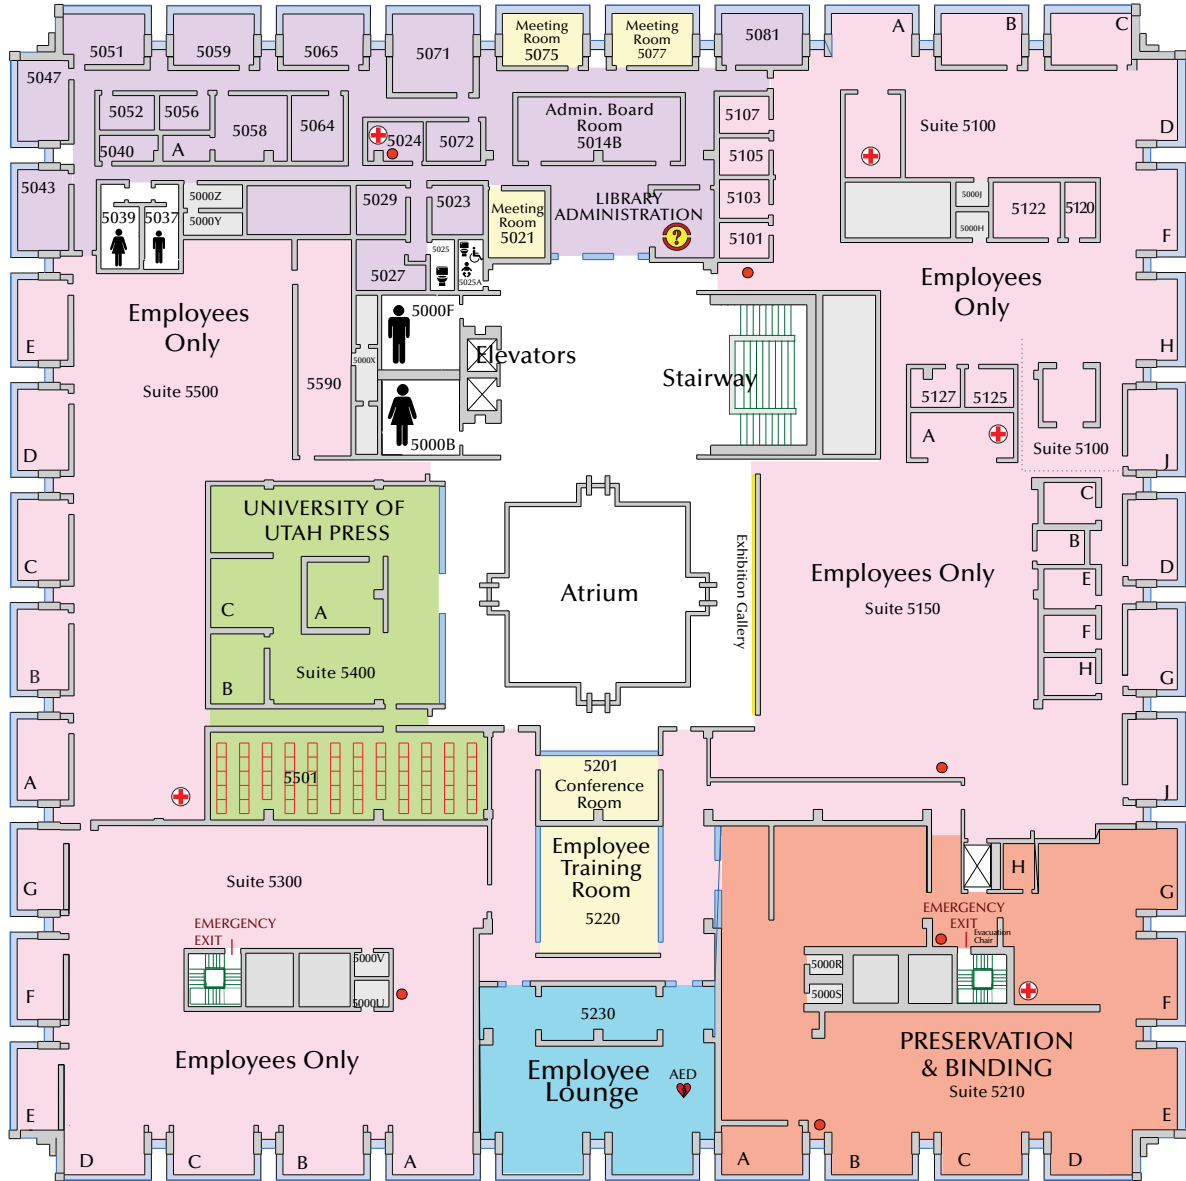 5051
5059
5065
5071
Meeting
Room
5075
Meeting
Room
5077
5081
A
B
C
5047
5052
5056
5058
5064
5040
A
5024
5072
Admin. Board
Room
5014B
5107
5105
5103
5101
Suite 5100
D
5043
5039
5037
5000Z
5000Y
5029
5023
5027
5025
5025A
Meeting
Room
5021
LIBRARY
ADMINISTRATION
?
5000J
5000H
5122
5120
F
Employees
Only
Suite 5500
5590
5000F
5000X
5000B
Elevators
Stairway
Employees
Only
H
E
D
C
B
A
5127
5125
A
Suite 5100
J
UNIVERSITY OF
UTAH PRESS
C
A
B
Suite 5400
Atrium
Exhibition Gallery
Employees Only
Suite 5150
C
B
E
F
H
D
G
J
5501
5201
Conference
Room
Employee
Training
Room
5220
G
F
E
Suite 5300
EMERGENCY
EXIT
5000V
5000U
Employees Only
D
C
B
A
5230
Employee
Lounge
AED
H
EMERGENCY
EXIT
Evacuation
Chair
5000R
5000S
PRESERVATION
& BINDING
Suite 5210
G
F
E
A
B
C
D